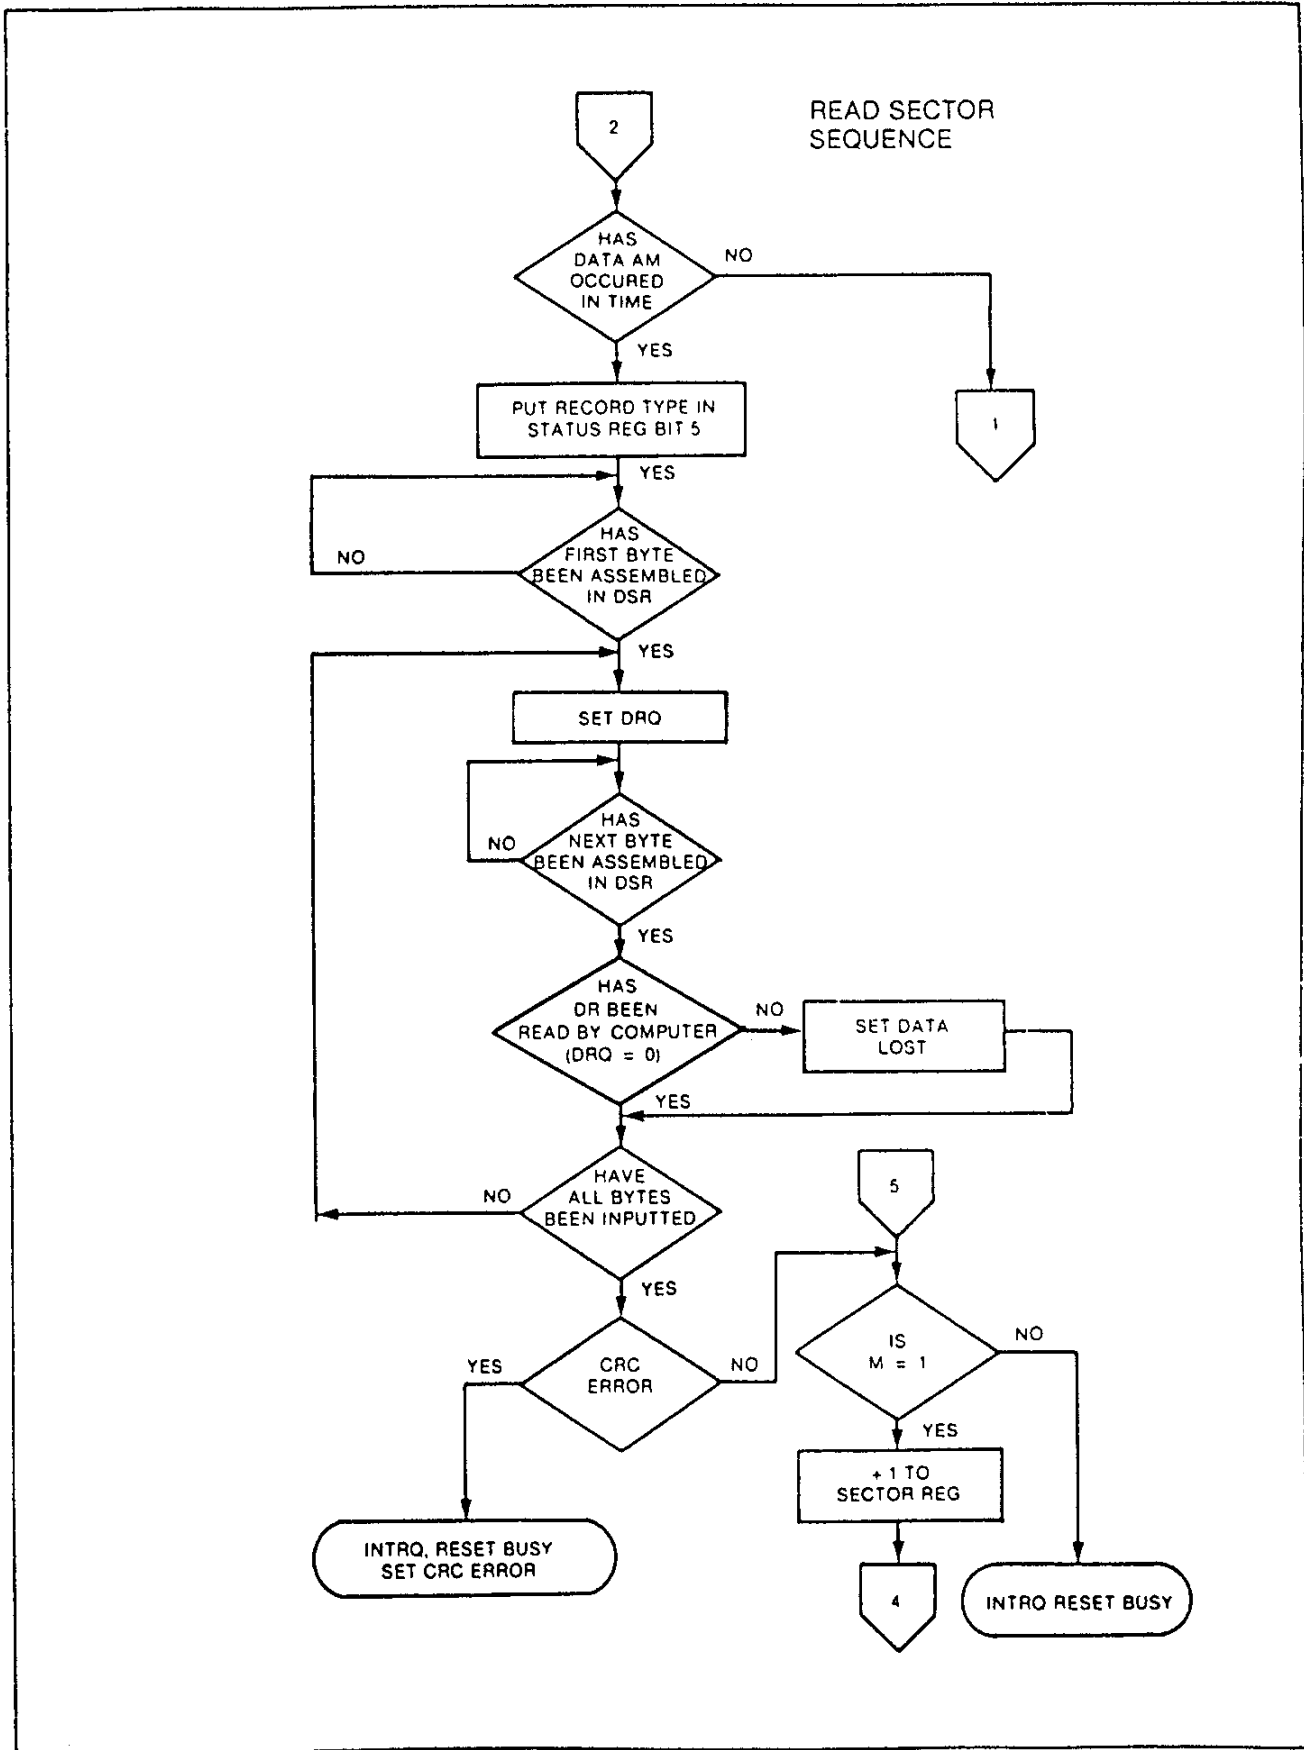 2
READ SECTOR
SEQUENCE
HAS
DATA AM
OCCURED
IN TIME
NO
YES
PUT RECORD TYPE IN
STATUS REG BIT 5
1
YES
HAS
FIRST BYTE
BEEN ASSEMBLED
IN DSR
NO
YES
SET DRQ
HAS
NEXT BYTE
BEEN ASSEMBLED
IN DSR
NO
YES
HAS
DR BEEN
READ BY COMPUTER
(DRQ = 0)
NO
SET DATA
LOST
YES
HAVE
ALL BYTES
BEEN INPUTTED
NO
5
YES
CRC
ERROR
YES
NO
IS
M = 1
NO
YES
+ 1 TO
SECTOR REG
INTRQ, RESET BUSY
SET CRC ERROR
4
INTRQ RESET BUSY